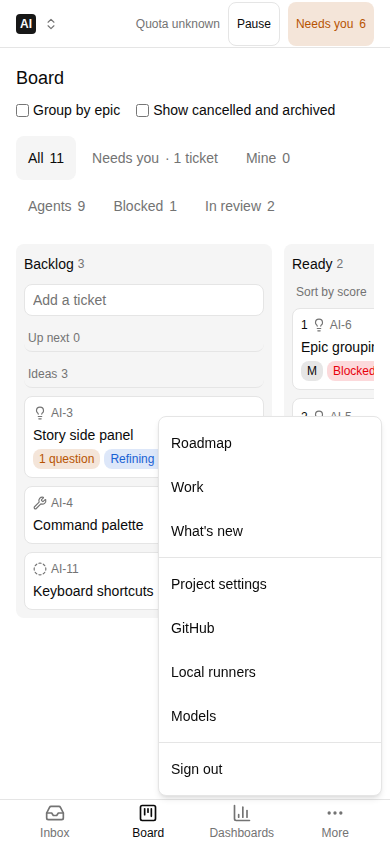 AI Quota unknown Pause Needs you 6
Board
Group by epic Show cancelled and archived
All 11 Needs you · 1 ticket Mine 0
Agents 9 Blocked 1 In review 2
Backlog 3
Add a ticket
Up next 0
Ideas 3
AI-3
Story side panel
1 question Refining
AI-4
Command palette
AI-11
Keyboard shortcuts
Ready 2
Sort by score
1 AI-6
Epic groupin
M Blocked
Roadmap
Work
What's new
Project settings
GitHub
Local runners
Models
Sign out
Inbox Board Dashboards More